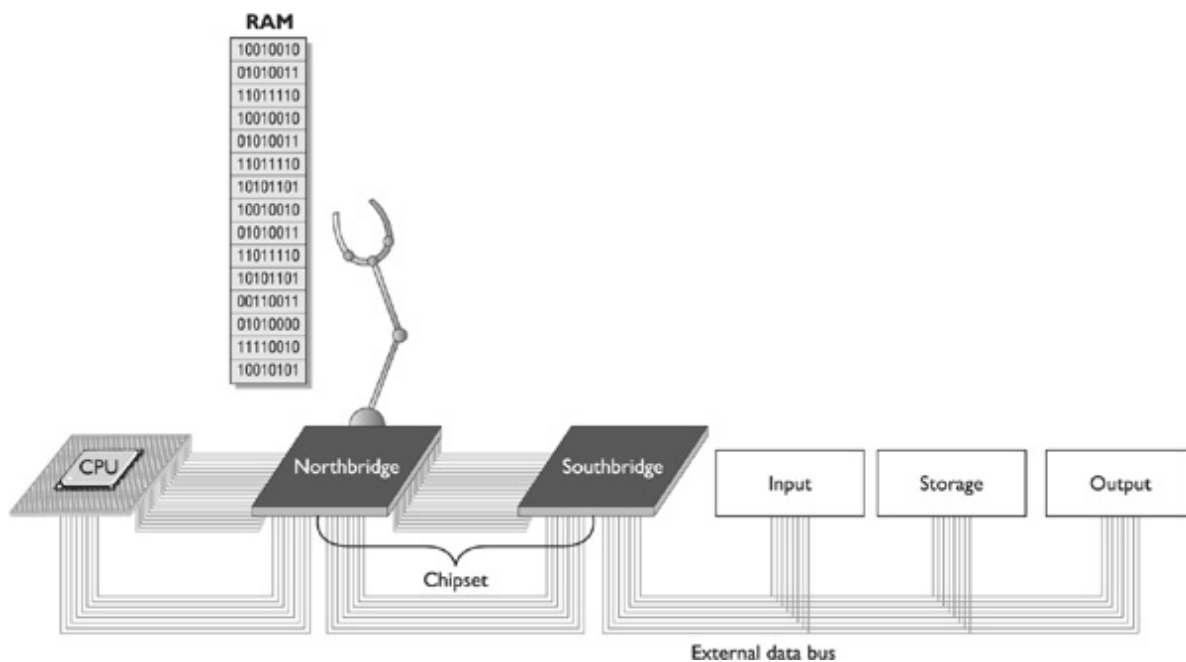 RAM
10010010
01010011
11011110
10010010
01010011
11011110
10101101
10010010
01010011
11011110
10101101
00110011
01010000
11110010
10010101
CPU
Northbridge
Southbridge
Input
Storage
Output
Chipset
External data bus